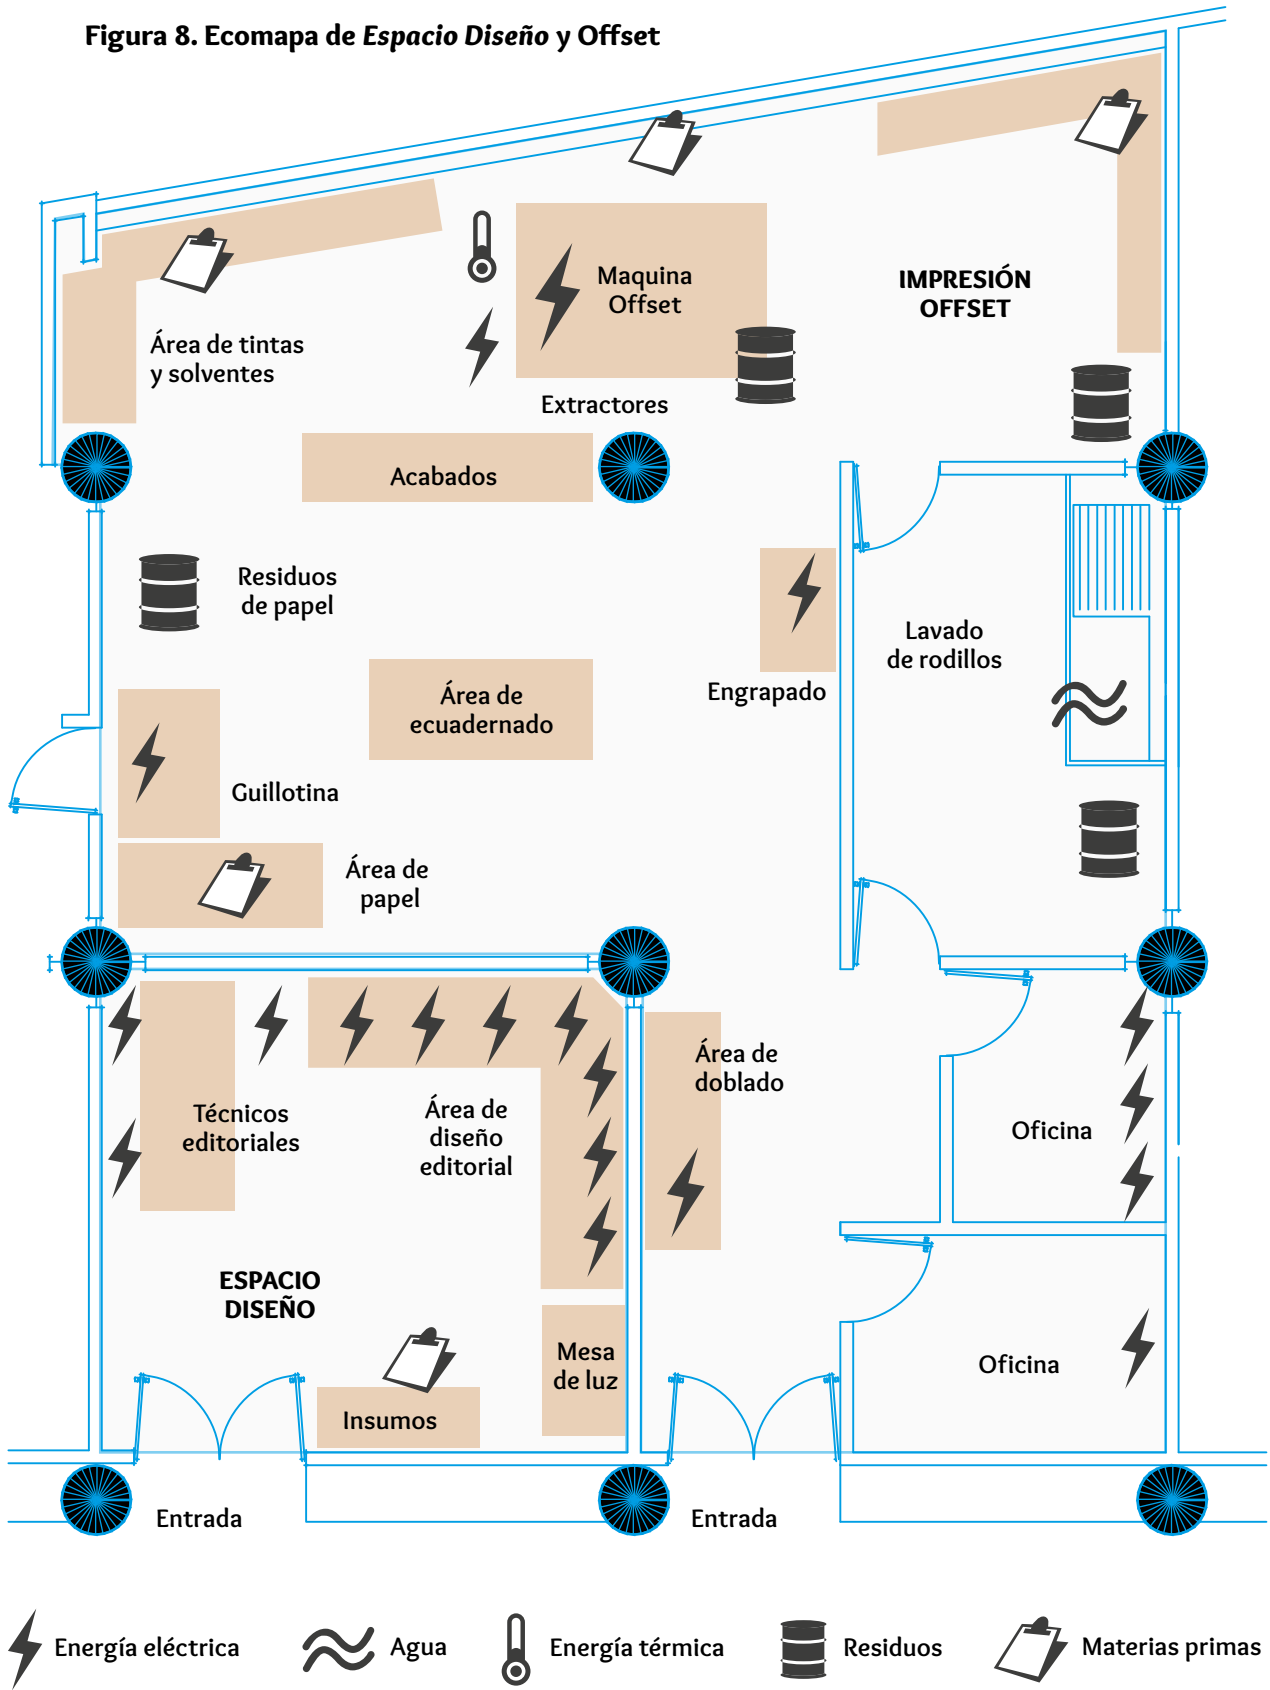 Figura 8. Ecomapa de Espacio Diseño y Offset
Maquina
Offset
IMPRESIÓN
OFFSET
Área de tintas
y solventes
Extractores
Acabados
Residuos
de papel
Lavado
de rodillos
Engrapado
Área de
ecuadernado
Guillotina
Área de
papel
Área de
doblado
Técnicos
editoriales
Área de
diseño
editorial
Oficina
ESPACIO
DISEÑO
Mesa
de luz
Oficina
Insumos
Entrada
Entrada
Energía eléctrica
Agua
Energía térmica
Residuos
Materias primas